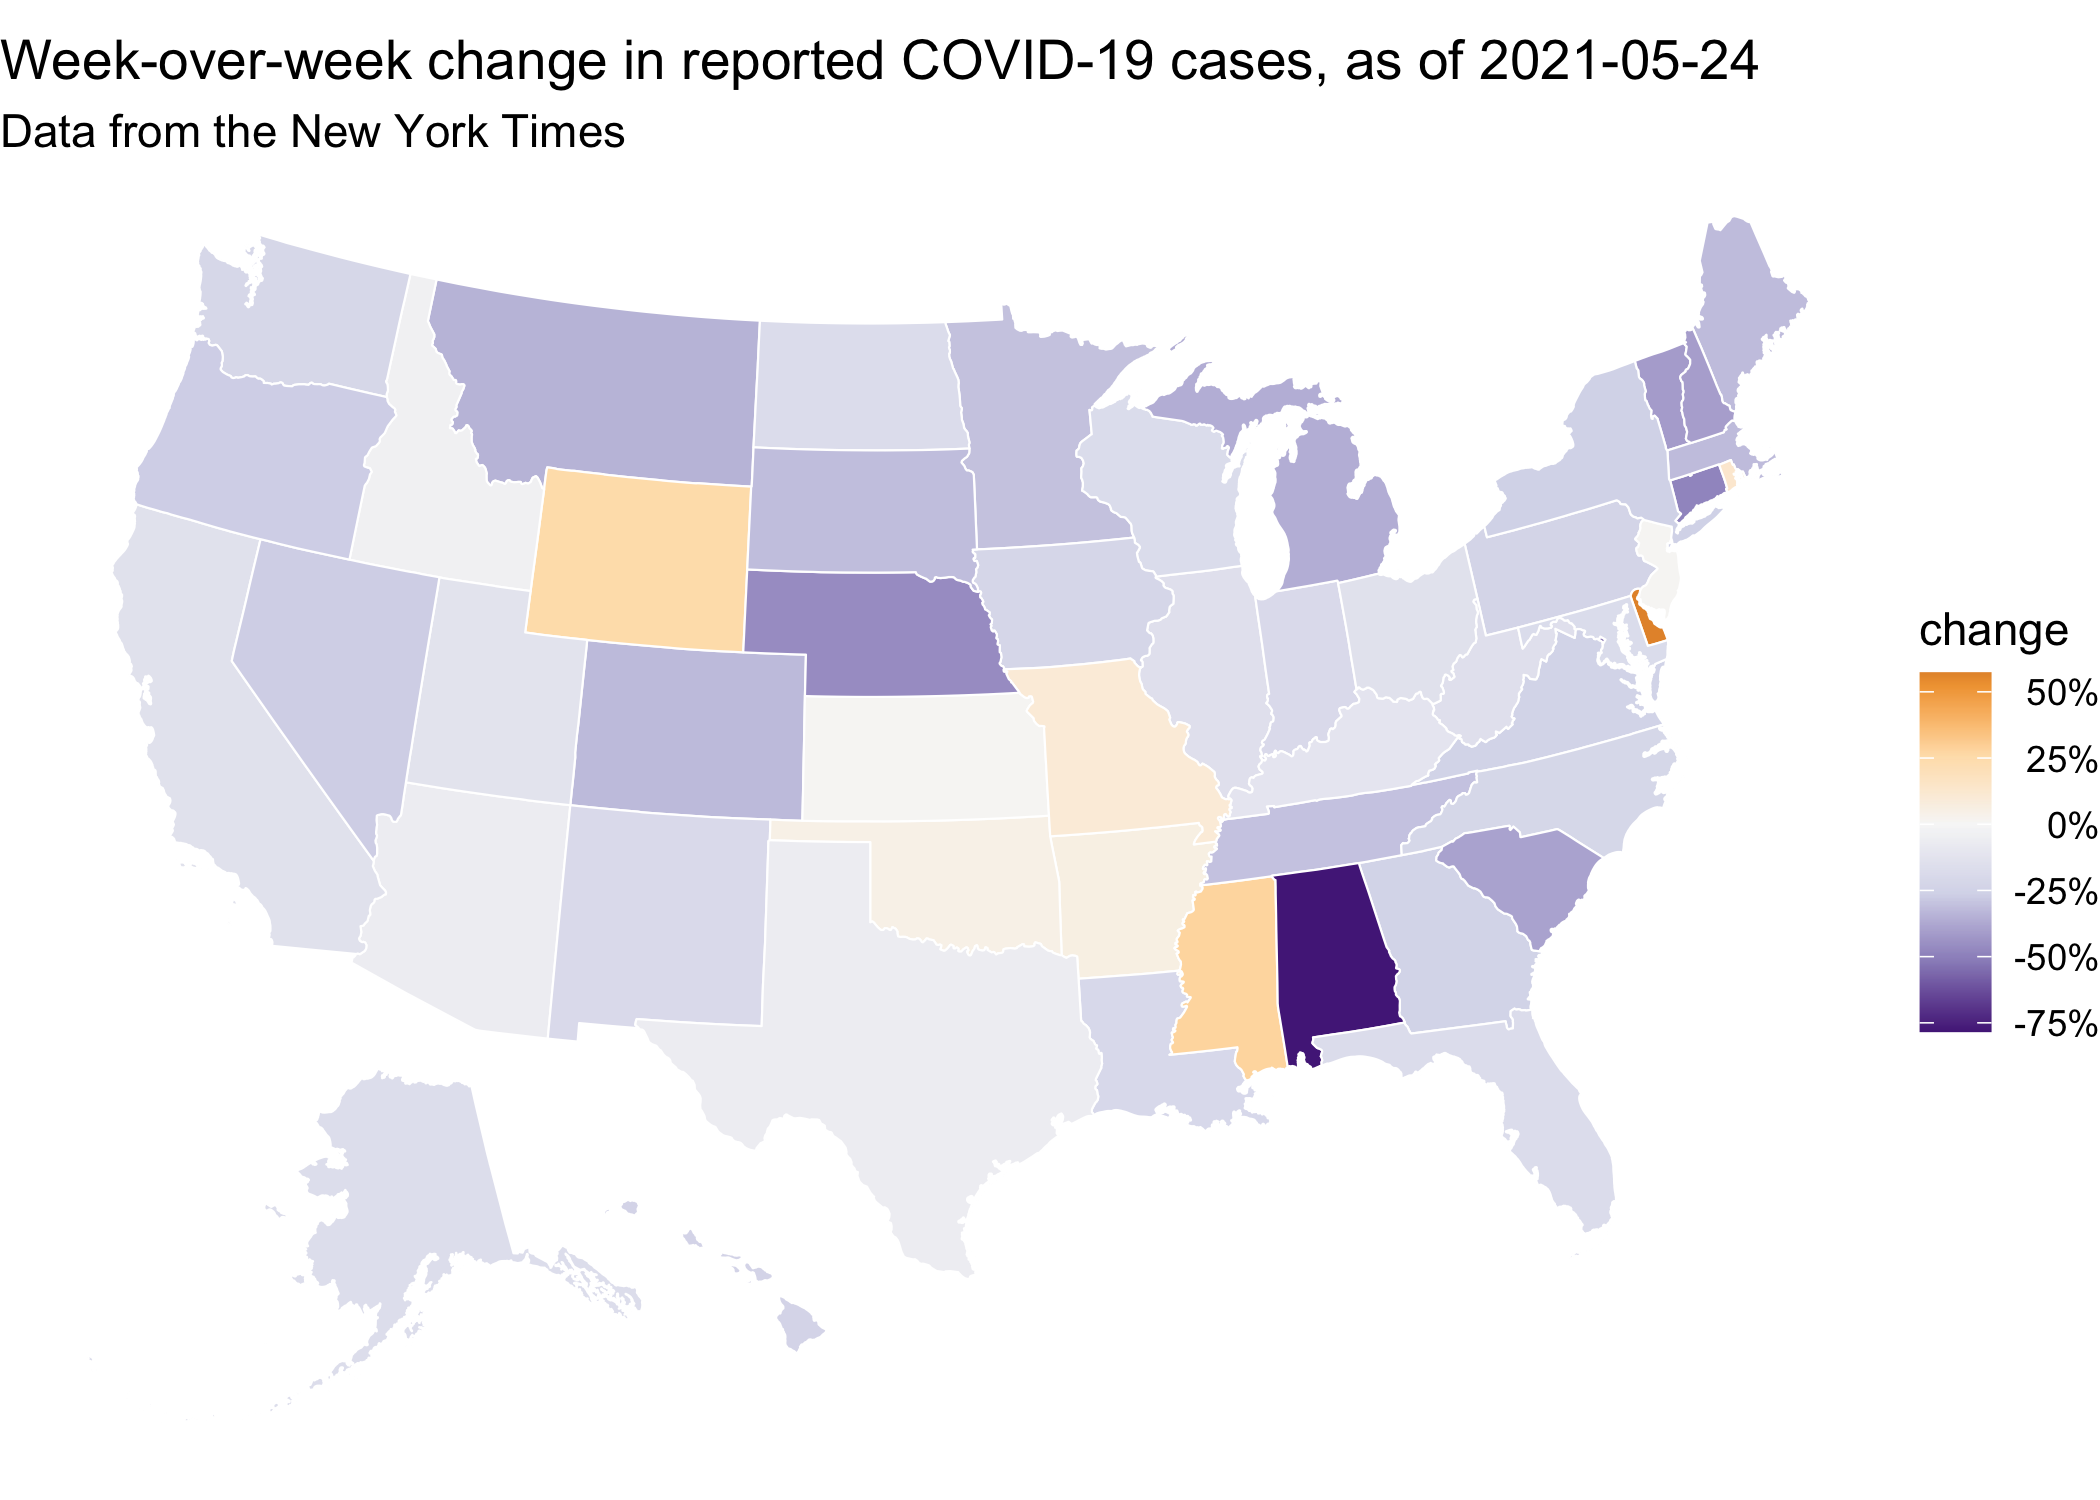 Week-over-week change in reported COVID-19 cases, as of 2021-05-24
Data from the New York Times
change
50%
25%
0%
-25%
-50%
-75%